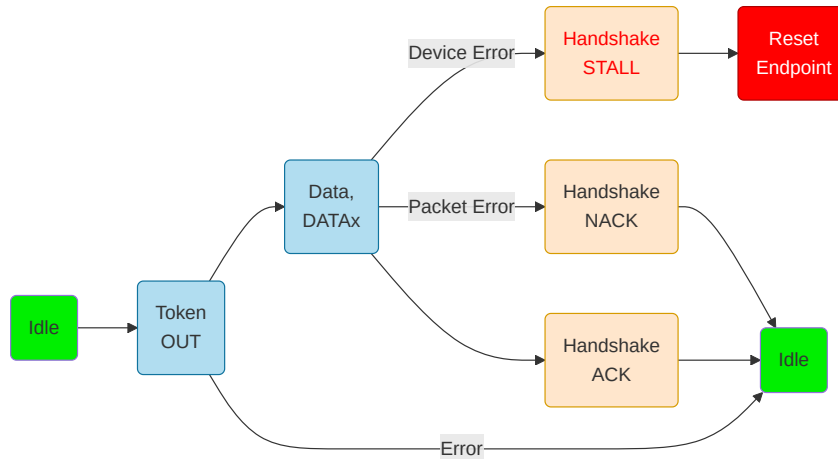 Device Error
Handshake
STALL
Reset
Endpoint
Data,
DATAx
Packet Error
Handshake
NACK
Idle
Token
OUT
Handshake
ACK
Idle
Error